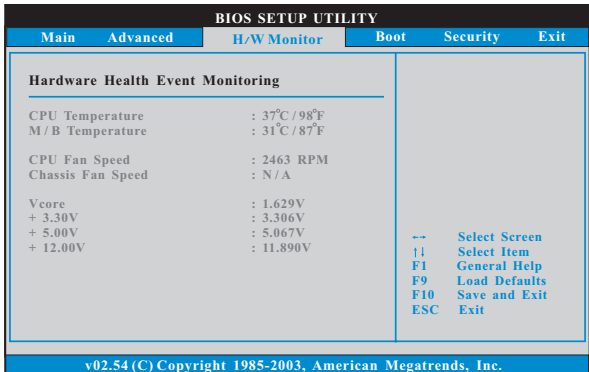 BIOS SETUP UTILITY
Main Advanced H/W Monitor Boot Security Exit
Hardware Health Event Monitoring
CPU Temperature : 37°C / 98°F
M / B Temperature : 31°C / 87°F
CPU Fan Speed : 2463 RPM
Chassis Fan Speed : N / A
Vcore : 1.629V
+ 3.30V : 3.306V
+ 5.00V : 5.067V
+ 12.00V : 11.890V
←→ Select Screen
↑↓ Select Item
F1 General Help
F9 Load Defaults
F10 Save and Exit
ESC Exit
v02.54 (C) Copyright 1985-2003, American Megatrends, Inc.